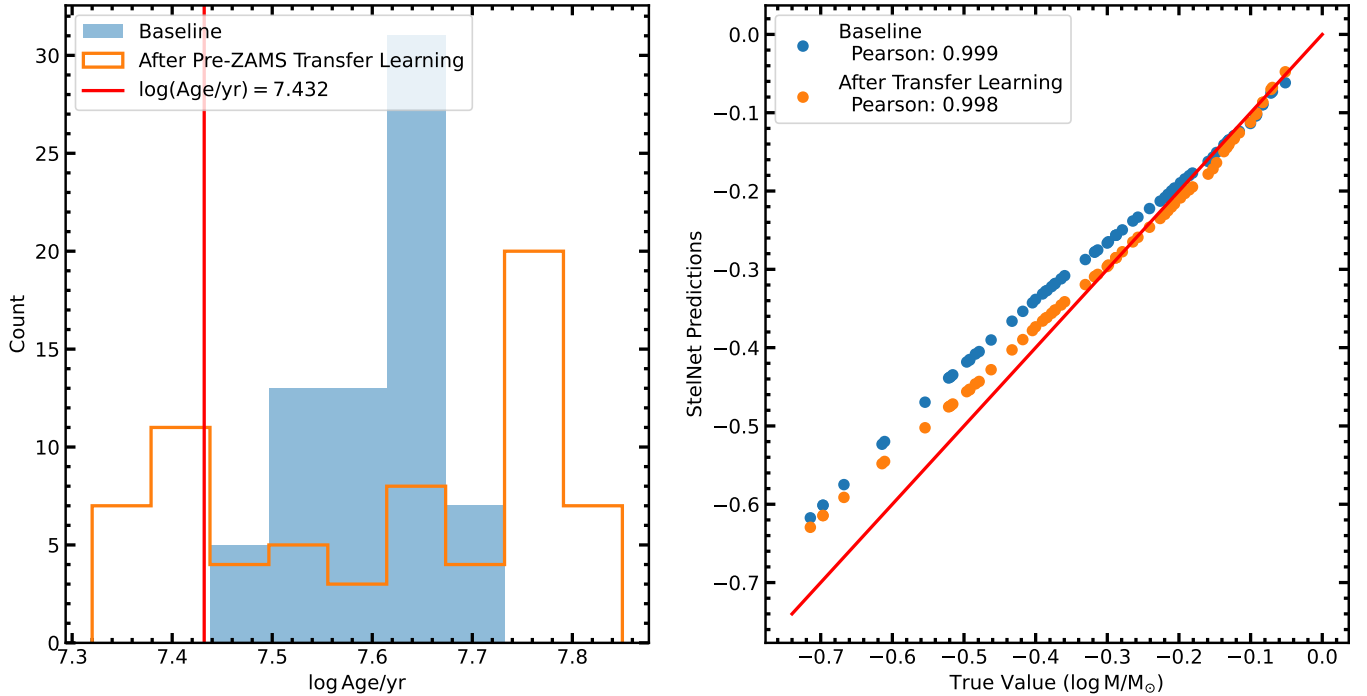 Baseline
After Pre-ZAMS Transfer Learning
log(Age/yr) = 7.432
Count
30
25
20
15
10
5
0
7.3 7.4 7.5 7.6 7.7 7.8
log Age/yr
Baseline
Pearson: 0.999
After Transfer Learning
Pearson: 0.998
StelNet Predictions
0.0
−0.1
−0.2
−0.3
−0.4
−0.5
−0.6
−0.7
−0.7 −0.6 −0.5 −0.4 −0.3 −0.2 −0.1 0.0
True Value (log M/M⊙)